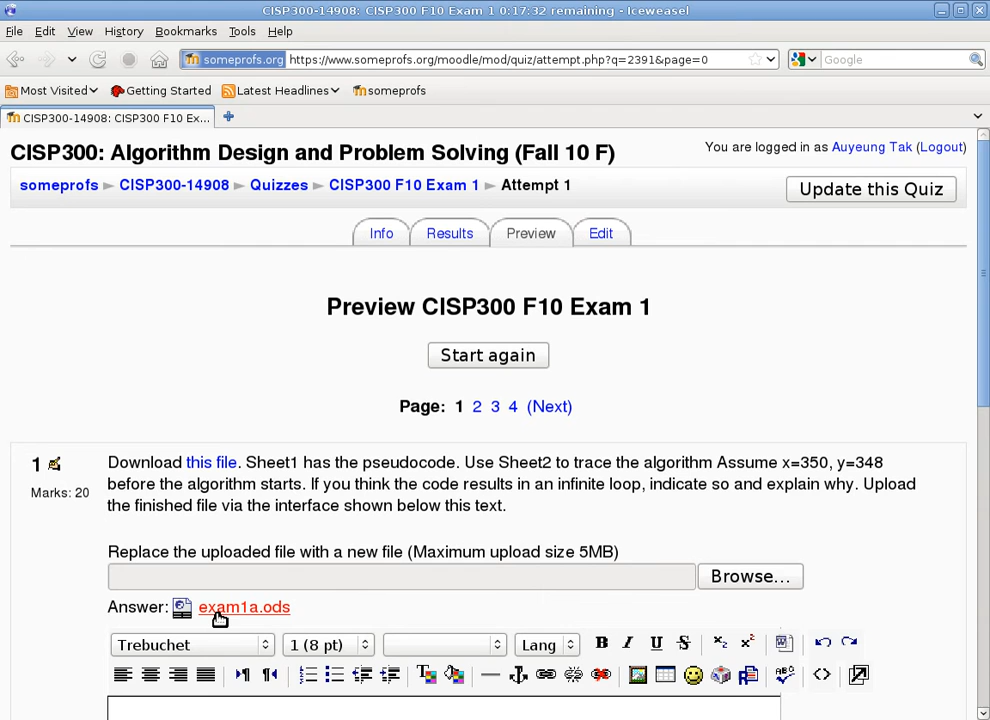 CISP300-14908: CISP300 F10 Exam 1 0:17:32 remaining - Iceweasel
File Edit View History Bookmarks Tools Help
someprofs.org https://www.someprofs.org/moodle/mod/quiz/attempt.php?q=2391&page=0 Google
Most Visited Getting Started Latest Headlines someprofs
CISP300-14908: CISP300 F10 Ex...
CISP300: Algorithm Design and Problem Solving (Fall 10 F) You are logged in as Auyeung Tak (Logout)
someprofs ► CISP300-14908 ► Quizzes ► CISP300 F10 Exam 1 ► Attempt 1 Update this Quiz
Info Results Preview Edit
Preview CISP300 F10 Exam 1
Start again
Page: 1 2 3 4 (Next)
1 Download this file. Sheet1 has the pseudocode. Use Sheet2 to trace the algorithm Assume x=350, y=348
Marks: 20 before the algorithm starts. If you think the code results in an infinite loop, indicate so and explain why. Upload
the finished file via the interface shown below this text.
Replace the uploaded file with a new file (Maximum upload size 5MB)
Browse...
Answer: exam1a.ods
Trebuchet 1 (8 pt) Lang B I U S x₂ x²